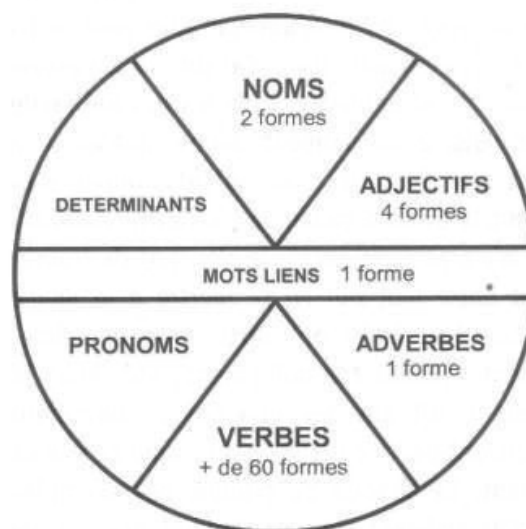 NOMS
2 formes
DETERMINANTS
ADJECTIFS
4 formes
MOTS LIENS 1 forme
PRONOMS
ADVERBES
1 forme
VERBES
+ de 60 formes